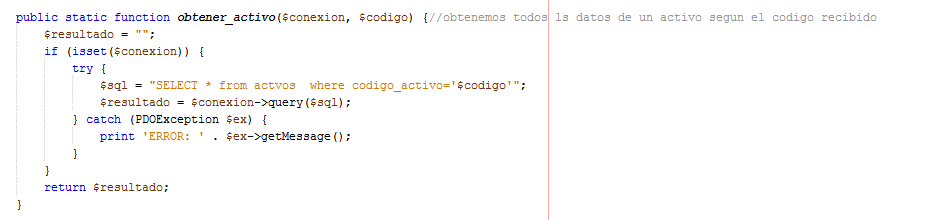 public static function obtener_activo($conexion, $codigo) {//obtenemos todos ls datos de un activo segun el codigo recibido
$resultado = "";
if (isset($conexion)) {
try {
$sql = "SELECT * from actvos  where codigo_activo='$codigo'";
$resultado = $conexion->query($sql);
} catch (PDOException $ex) {
print 'ERROR: ' . $ex->getMessage();
}
}
return $resultado;
}